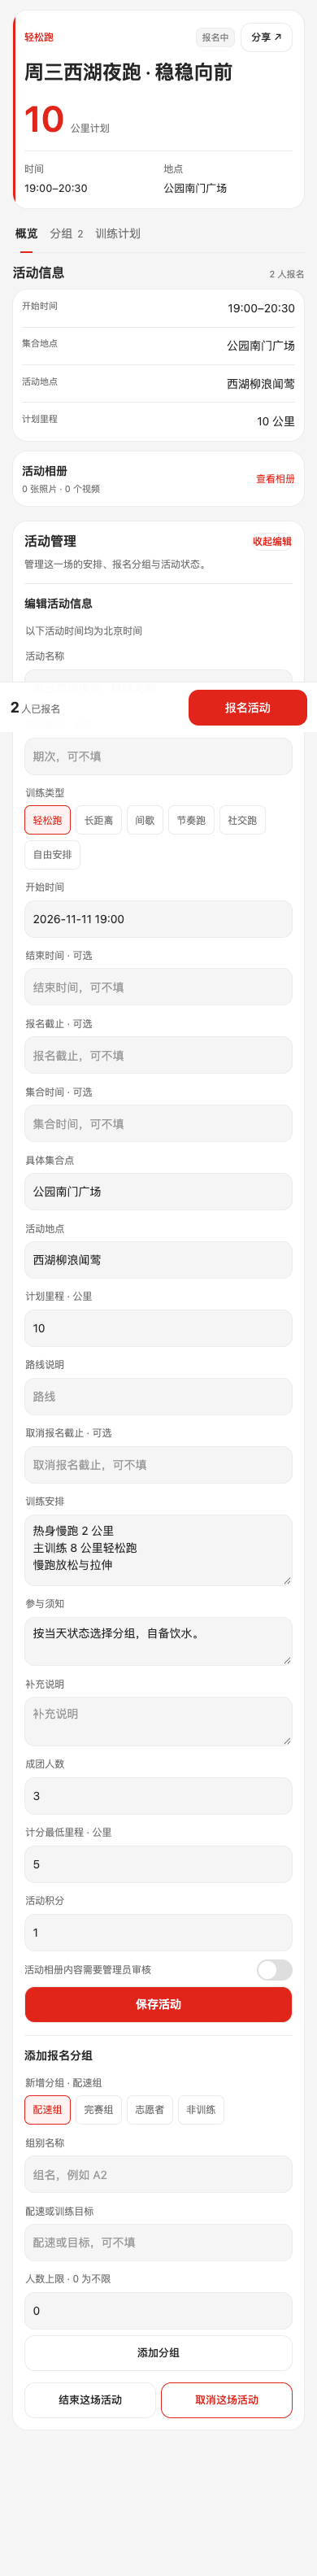 轻松跑
报名中
分享 ↗
周三西湖夜跑 · 稳稳向前
10 公里计划
时间
地点
19:00–20:30
公园南门广场
概览
分组 2
训练计划
活动信息
2 人报名
开始时间
19:00–20:30
集合地点
公园南门广场
活动地点
西湖柳浪闻莺
计划里程
10 公里
活动相册
0 张照片 · 0 个视频
查看相册
活动管理
收起编辑
管理这一场的安排、报名分组与活动状态。
编辑活动信息
以下活动时间均为北京时间
活动名称
2 人已报名
报名活动
期次，可不填
训练类型
轻松跑
长距离
间歇
节奏跑
社交跑
自由安排
开始时间
2026-11-11 19:00
结束时间 · 可选
结束时间，可不填
报名截止 · 可选
报名截止，可不填
集合时间 · 可选
集合时间，可不填
具体集合点
公园南门广场
活动地点
西湖柳浪闻莺
计划里程 · 公里
10
路线说明
路线
取消报名截止 · 可选
取消报名截止，可不填
训练安排
热身慢跑 2 公里
主训练 8 公里轻松跑
慢跑放松与拉伸
参与须知
按当天状态选择分组，自备饮水。
补充说明
补充说明
成团人数
3
计分最低里程 · 公里
5
活动积分
1
活动相册内容需要管理员审核
保存活动
添加报名分组
新增分组 · 配速组
配速组
完赛组
志愿者
非训练
组别名称
组名，例如 A2
配速或训练目标
配速或目标，可不填
人数上限 · 0 为不限
0
添加分组
结束这场活动
取消这场活动